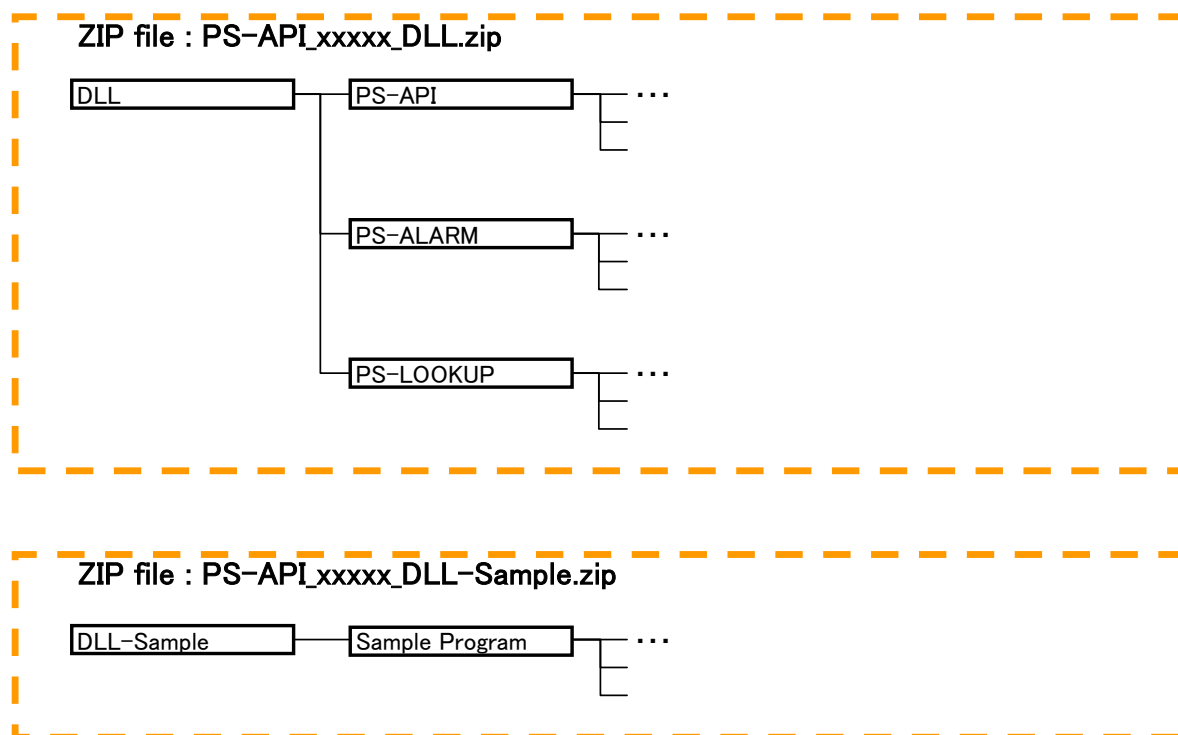 ZIP file : PS-API_xxxxx_DLL.zip
DLL
PS-API
...
PS-ALARM
...
PS-LOOKUP
...
ZIP file : PS-API_xxxxx_DLL-Sample.zip
DLL-Sample
Sample Program
...